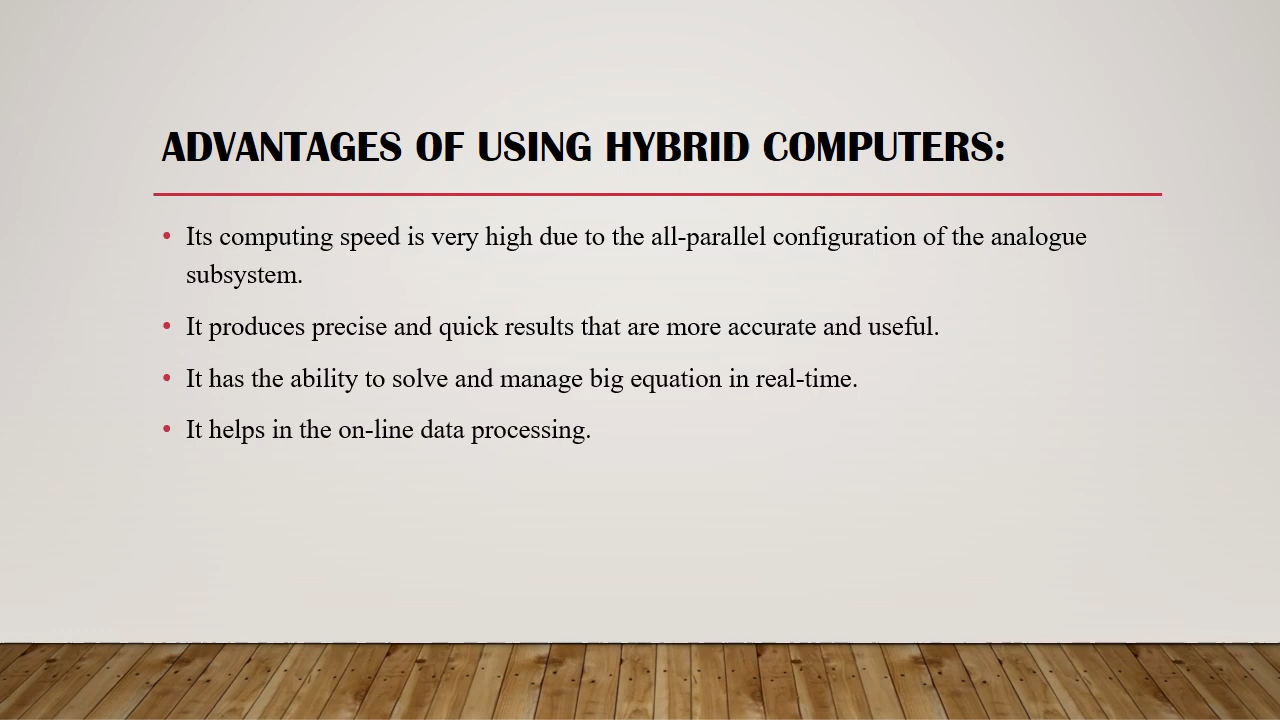 ADVANTAGES OF USING HYBRID COMPUTERS:
• Its computing speed is very high due to the all-parallel configuration of the analogue
subsystem.
• It produces precise and quick results that are more accurate and useful.
• It has the ability to solve and manage big equation in real-time.
• It helps in the on-line data processing.